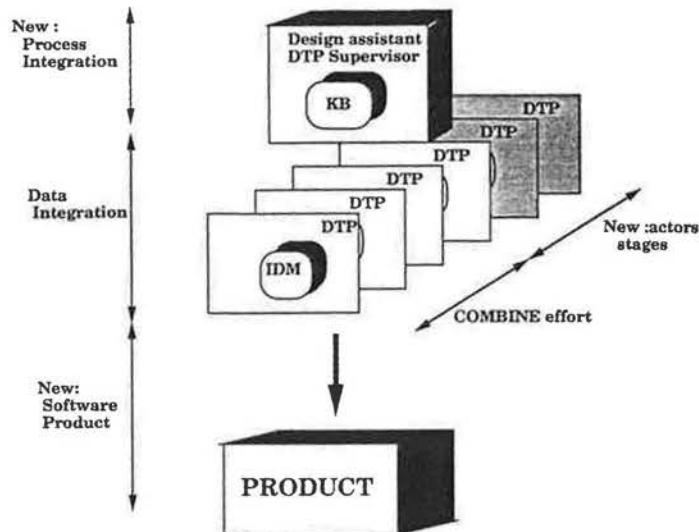 New :
Process
Integration
Design assistant
DTP Supervisor
KB
DTP
DTP
DTP
DTP
DTP
DTP
IDM
Data
Integration
New :actors
stages
COMBINE effort
New:
Software
Product
PRODUCT